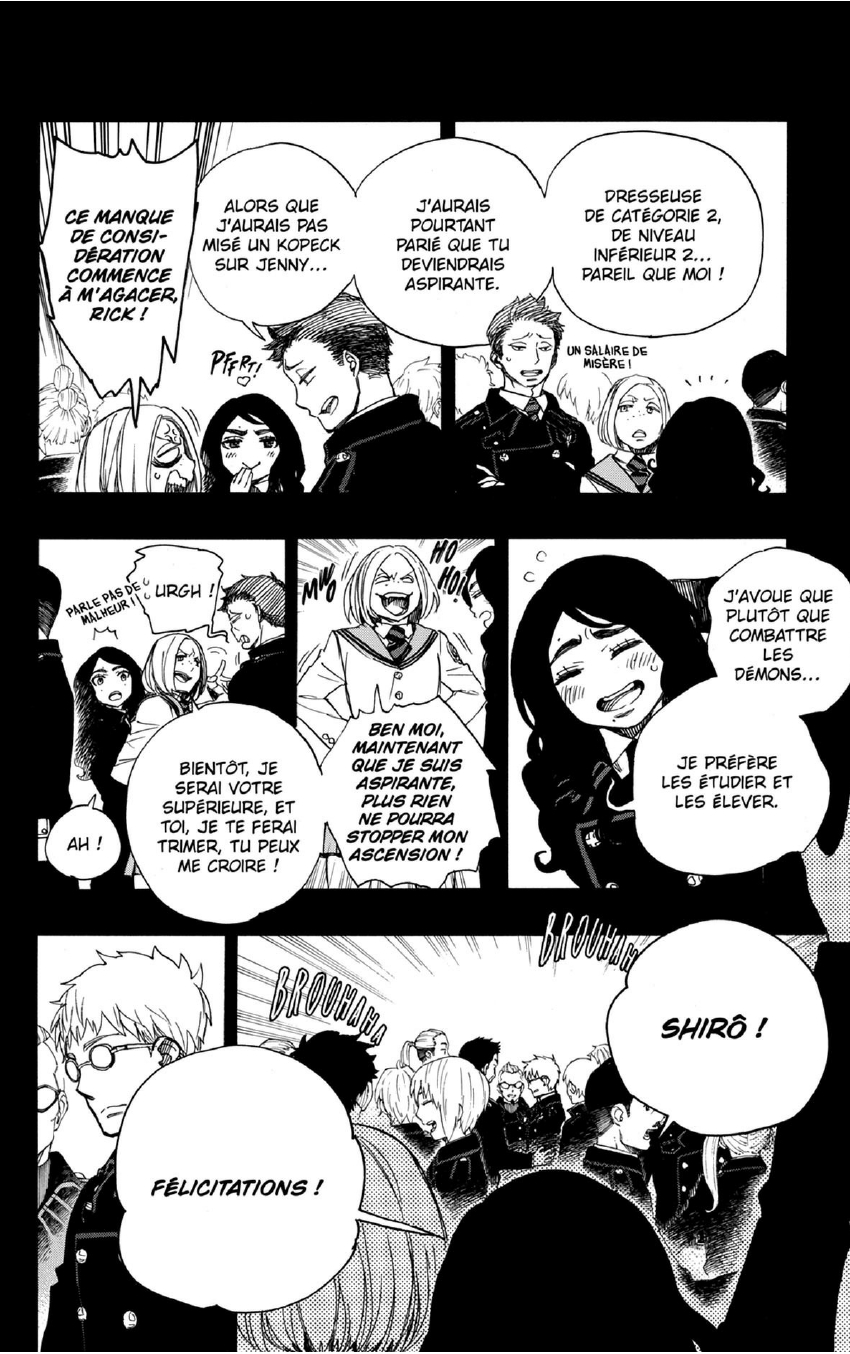 DRESSEUSE
DE CATÉGORIE 2,
DE NIVEAU
INFÉRIEUR 2...
PAREIL QUE MOI !
UN SALAIRE DE
MISÈRE !
J'AURAIS
POURTANT
PARIÉ QUE TU
DEVIENDRAIS
ASPIRANTE.
ALORS QUE
J'AURAIS PAS
MISÉ UN KOPECK
SUR JENNY...
PFFRT!
CE MANQUE
DE CONSI-
DÉRATION
COMMENCE
À M'AGACER,
RICK !
J'AVOUE QUE
PLUTÔT QUE
COMBATTRE
LES
DÉMONS...
JE PRÉFÈRE
LES ÉTUDIER ET
LES ÉLEVER.
MWO
HO
HO!
BEN MOI,
MAINTENANT
QUE JE SUIS
ASPIRANTE,
PLUS RIEN
NE POURRA
STOPPER MON
ASCENSION !
URGH !
PARLE PAS DE
MALHEUR !
BIENTÔT, JE
SERAI VOTRE
SUPÉRIEURE, ET
TOI, JE TE FERAI
TRIMER, TU PEUX
ME CROIRE !
AH !
BROUHAHA
BROUHAHA
SHIRÔ !
FÉLICITATIONS !